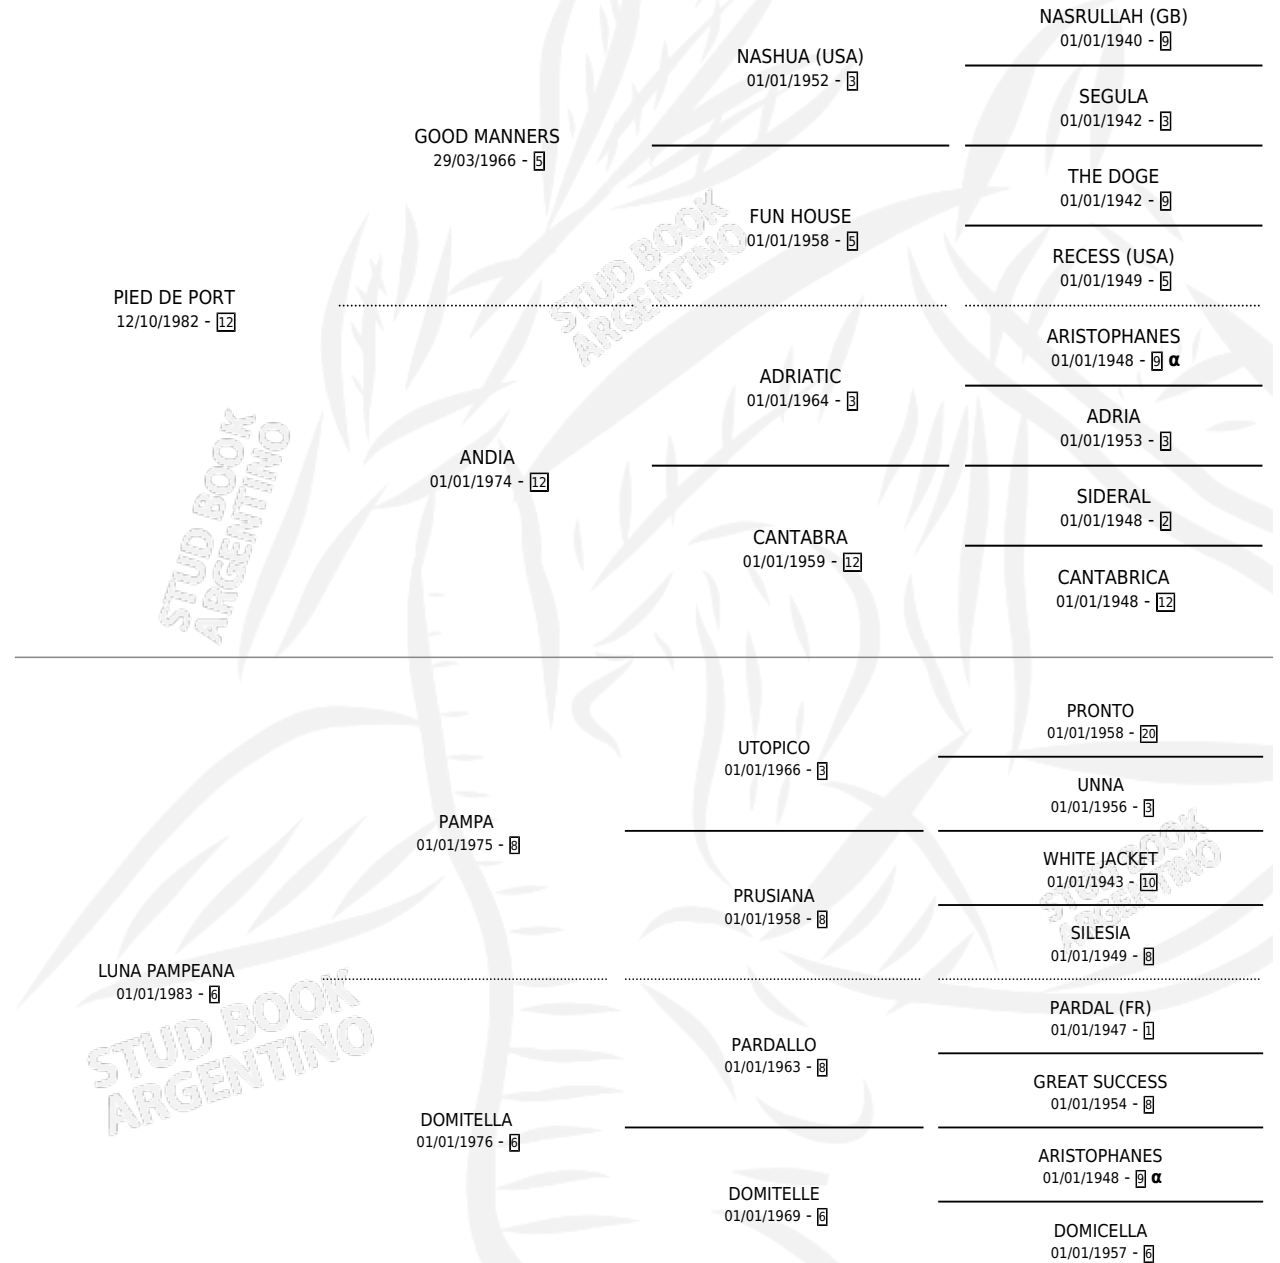 NASRULLAH (GB)
01/01/1940 - 9
NASHUA (USA)
01/01/1952 - 3
SEGULA
01/01/1942 - 3
GOOD MANNERS
29/03/1966 - 5
THE DOGE
01/01/1942 - 9
FUN HOUSE
01/01/1958 - 5
RECESS (USA)
01/01/1949 - 5
STUD BOOK
ARGENTINO
PIED DE PORT
12/10/1982 - 12
ARISTOPHANES
01/01/1948 - 9 α
ADRIATIC
01/01/1964 - 3
ADRIA
01/01/1953 - 3
ANDIA
01/01/1974 - 12
SIDERAL
01/01/1948 - 2
CANTABRA
01/01/1959 - 12
CANTABRICA
01/01/1948 - 12
STUD BOOK
ARGENTINO
PRONTO
01/01/1958 - 20
UTOPICO
01/01/1966 - 3
UNNA
01/01/1956 - 3
PAMPA
01/01/1975 - 8
WHITE JACKET
01/01/1943 - 10
PRUSIANA
01/01/1958 - 8
SILESIA
01/01/1949 - 8
STUD BOOK
ARGENTINO
LUNA PAMPEANA
01/01/1983 - 6
PARDAL (FR)
01/01/1947 - 1
PARDALLO
01/01/1963 - 8
GREAT SUCCESS
01/01/1954 - 8
STUD BOOK
ARGENTINO
DOMITELLA
01/01/1976 - 6
ARISTOPHANES
01/01/1948 - 9 α
DOMITELLE
01/01/1969 - 6
DOMICELLA
01/01/1957 - 6